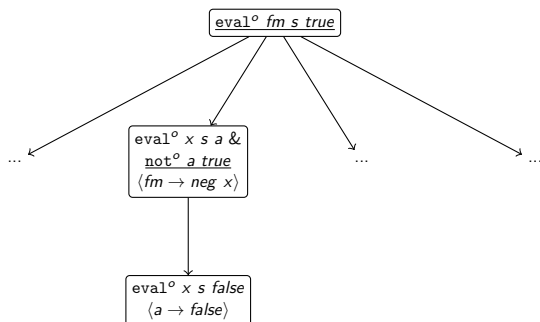 evalᵒ fm s true
evalᵒ x s a &
... notᵒ a true ... ...
⟨fm → neg x⟩
evalᵒ x s false
⟨a → false⟩